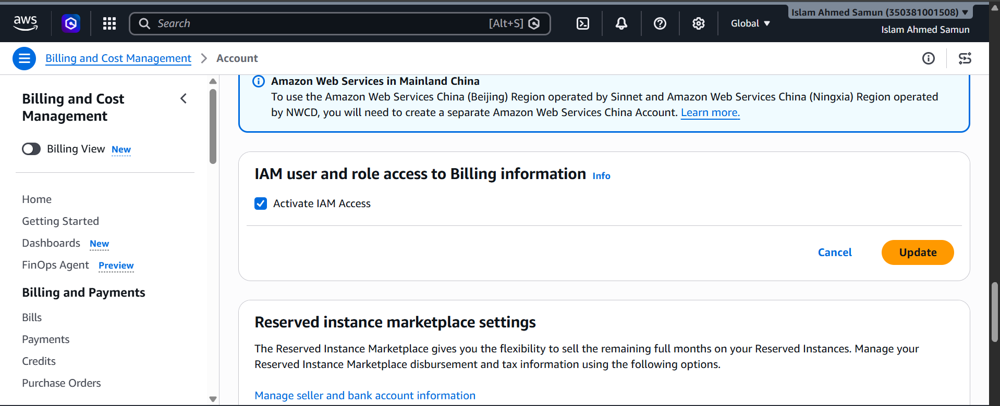 aws
Search
[Alt+S]
Global
Islam Ahmed Samun (350381001508)
Islam Ahmed Samun
Billing and Cost Management
Account
Billing and Cost
Management
Billing View New
Home
Getting Started
Dashboards New
FinOps Agent Preview
Billing and Payments
Bills
Payments
Credits
Purchase Orders
Amazon Web Services in Mainland China
To use the Amazon Web Services China (Beijing) Region operated by Sinnet and Amazon Web Services China (Ningxia) Region operated
by NWCD, you will need to create a separate Amazon Web Services China Account. Learn more.
IAM user and role access to Billing information Info
Activate IAM Access
Cancel
Update
Reserved instance marketplace settings
The Reserved Instance Marketplace gives you the flexibility to sell the remaining full months on your Reserved Instances. Manage your
Reserved Instance Marketplace disbursement and tax information using the following options.
Manage seller and bank account information